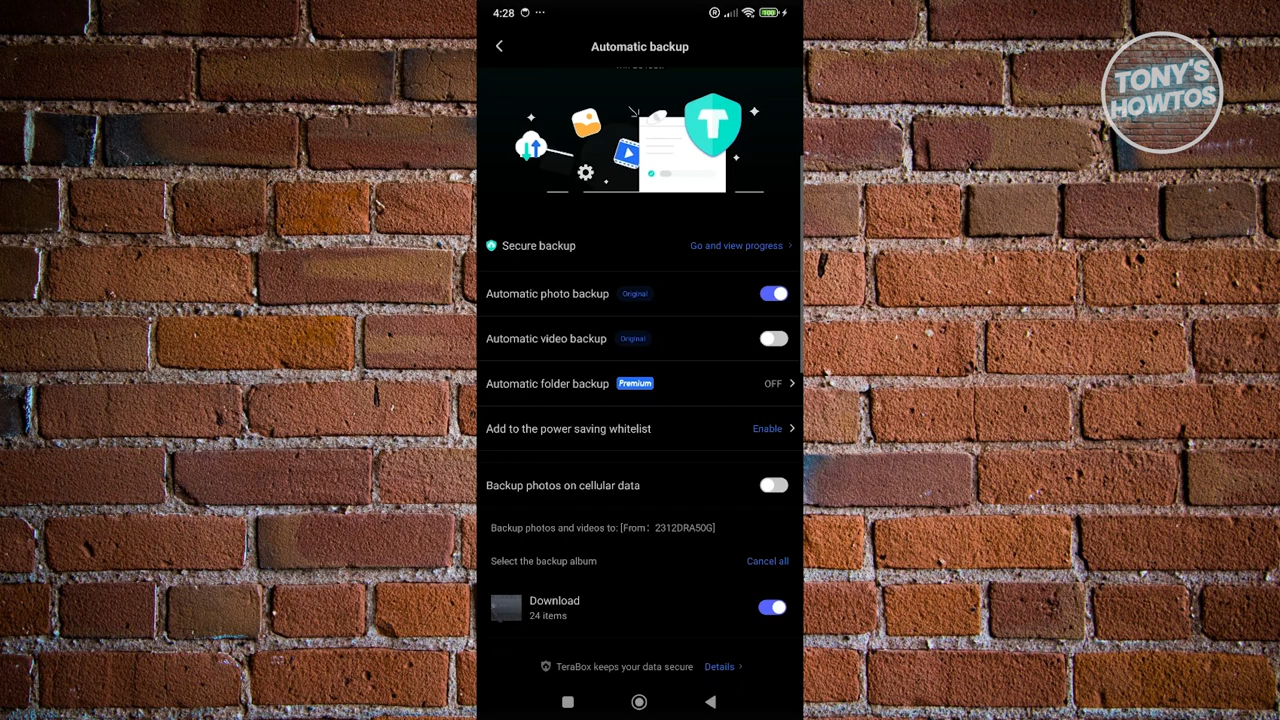 4:28
100
Automatic backup
TONY'S
HOWTOS
Secure backup
Go and view progress
Automatic photo backup Original
Automatic video backup Original
Automatic folder backup Premium
OFF
Add to the power saving whitelist
Enable
Backup photos on cellular data
Backup photos and videos to: [From: 2312DRA50G]
Select the backup album
Cancel all
Download
24 items
TeraBox keeps your data secure Details